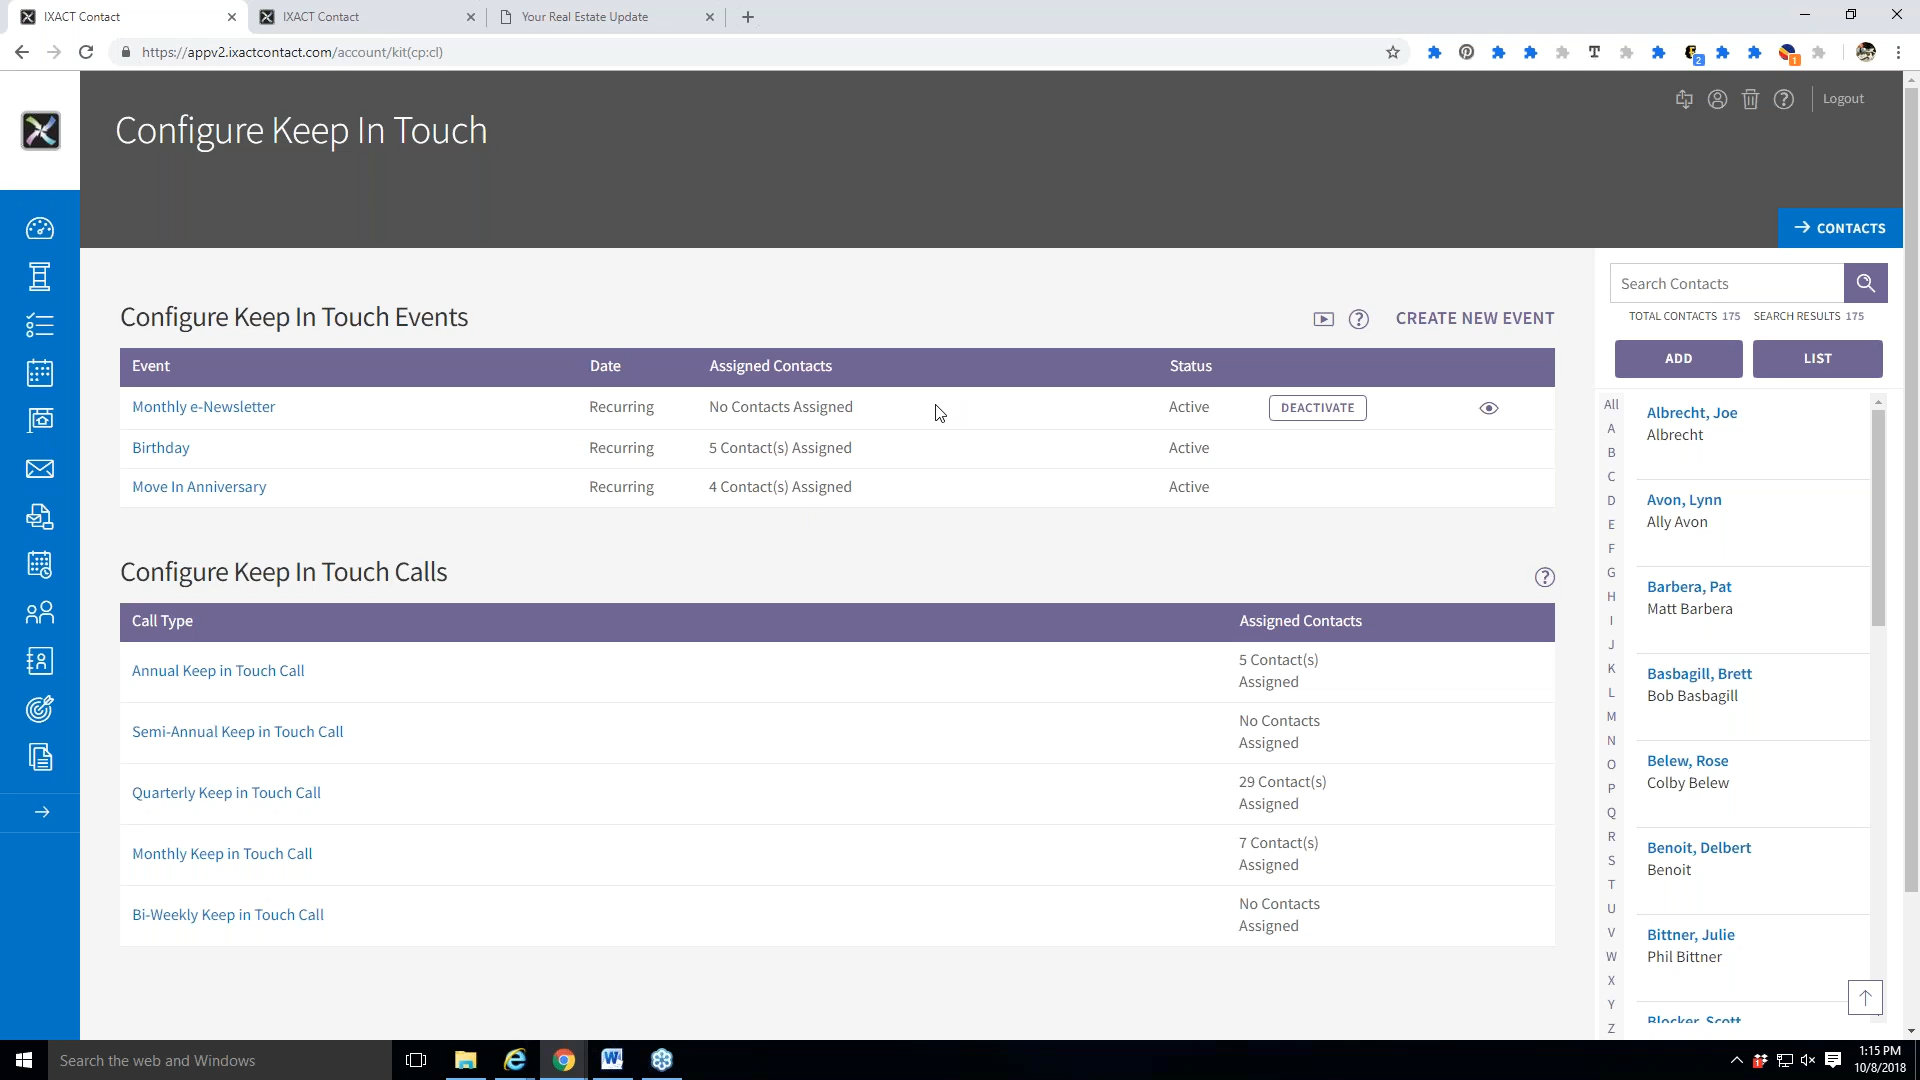 IXACT Contact
IXACT Contact
Your Real Estate Update
https://appv2.ixactcontact.com/account/kit(cp:cl)
T
2
1
Configure Keep In Touch
Logout
CONTACTS
Configure Keep In Touch Events
CREATE NEW EVENT
Event Date Assigned Contacts Status
Monthly e-Newsletter Recurring No Contacts Assigned Active DEACTIVATE
Birthday Recurring 5 Contact(s) Assigned Active
Move In Anniversary Recurring 4 Contact(s) Assigned Active
Configure Keep In Touch Calls
Call Type Assigned Contacts
Annual Keep in Touch Call 5 Contact(s)
Assigned
Semi-Annual Keep in Touch Call No Contacts
Assigned
Quarterly Keep in Touch Call 29 Contact(s)
Assigned
Monthly Keep in Touch Call 7 Contact(s)
Assigned
Bi-Weekly Keep in Touch Call No Contacts
Assigned
Search Contacts
TOTAL CONTACTS 175 SEARCH RESULTS 175
ADD LIST
All
A
B
C
D
E
F
G
H
I
J
K
L
M
N
O
P
Q
R
S
T
U
V
W
X
Y
Z
Albrecht, Joe
Albrecht
Avon, Lynn
Ally Avon
Barbera, Pat
Matt Barbera
Basbagill, Brett
Bob Basbagill
Belew, Rose
Colby Belew
Benoit, Delbert
Benoit
Bittner, Julie
Phil Bittner
Blocker, Scott
Search the web and Windows
1:15 PM
10/8/2018